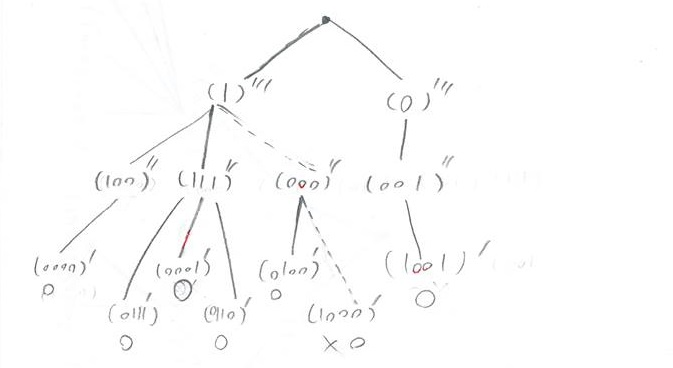 (1)''' (0)'''
(100)'' (111)'' (000)'' (001)''
(0000)' (0001)' (0100)' (1001)'
O O O O
(0111)' (0110)' (1000)'
O O X O